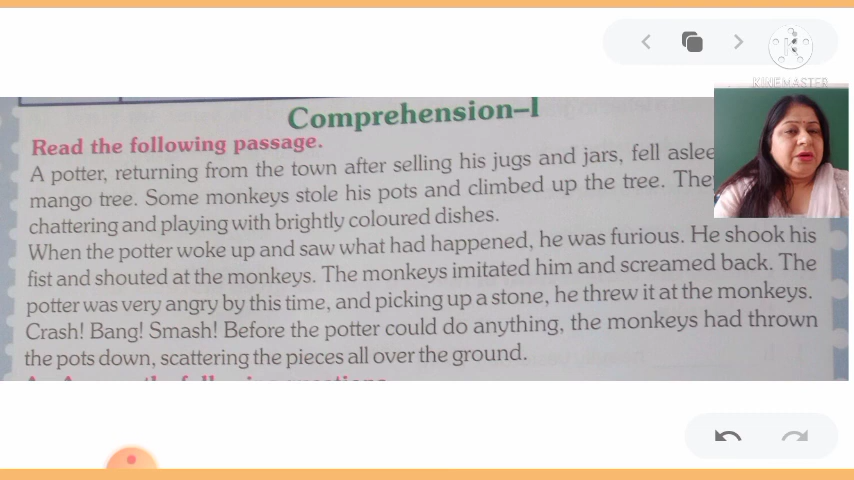 KINEMASTER
Comprehension–I
Read the following passage.
A potter, returning from the town after selling his jugs and jars, fell aslee
mango tree. Some monkeys stole his pots and climbed up the tree. They
chattering and playing with brightly coloured dishes.
When the potter woke up and saw what had happened, he was furious. He shook his
fist and shouted at the monkeys. The monkeys imitated him and screamed back. The
potter was very angry by this time, and picking up a stone, he threw it at the monkeys.
Crash! Bang! Smash! Before the potter could do anything, the monkeys had thrown
the pots down, scattering the pieces all over the ground.